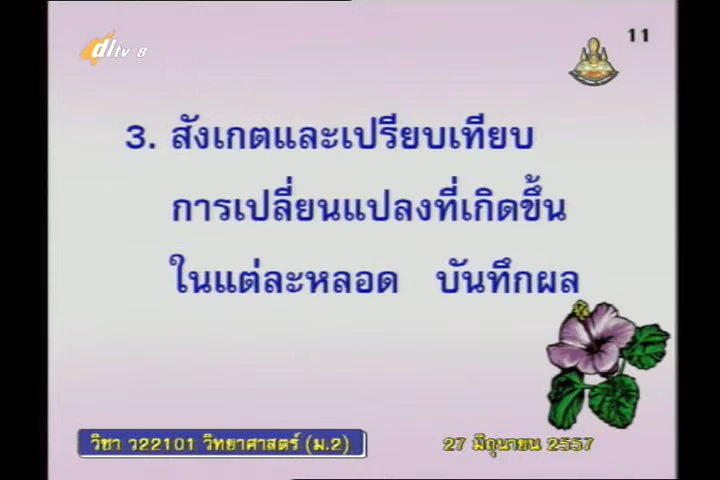 dltv 8
11
3. สังเกตและเปรียบเทียบ
การเปลี่ยนแปลงที่เกิดขึ้น
ในแต่ละหลอด บันทึกผล
วิชา ว22101 วิทยาศาสตร์ (ม.2)
27 มิถุนายน 2557